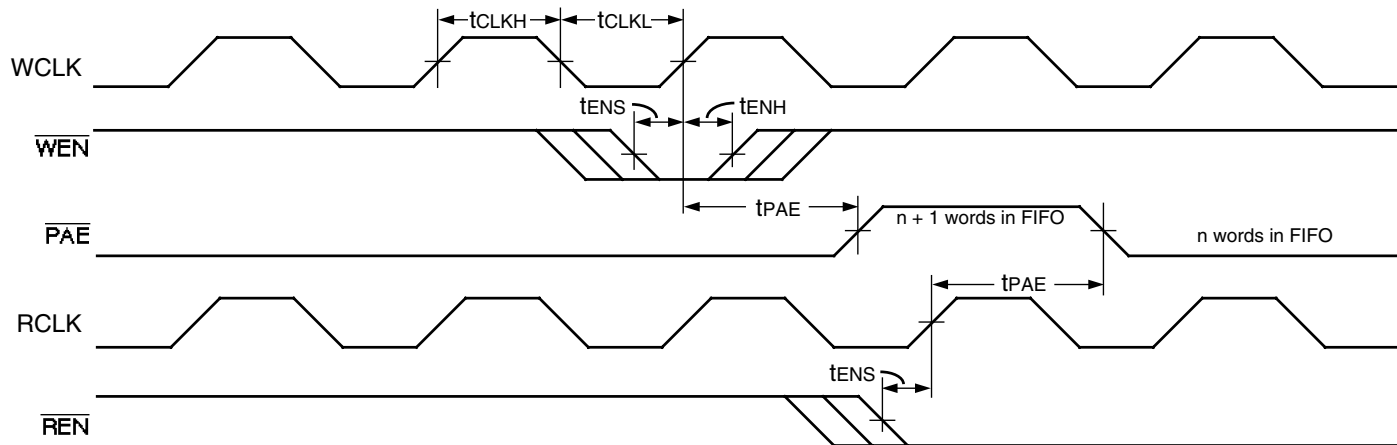 tCLKH
tCLKL
WCLK
tENS
tENH
WEN
tPAE
PAE
n + 1 words in FIFO
n words in FIFO
tPAE
RCLK
tENS
REN